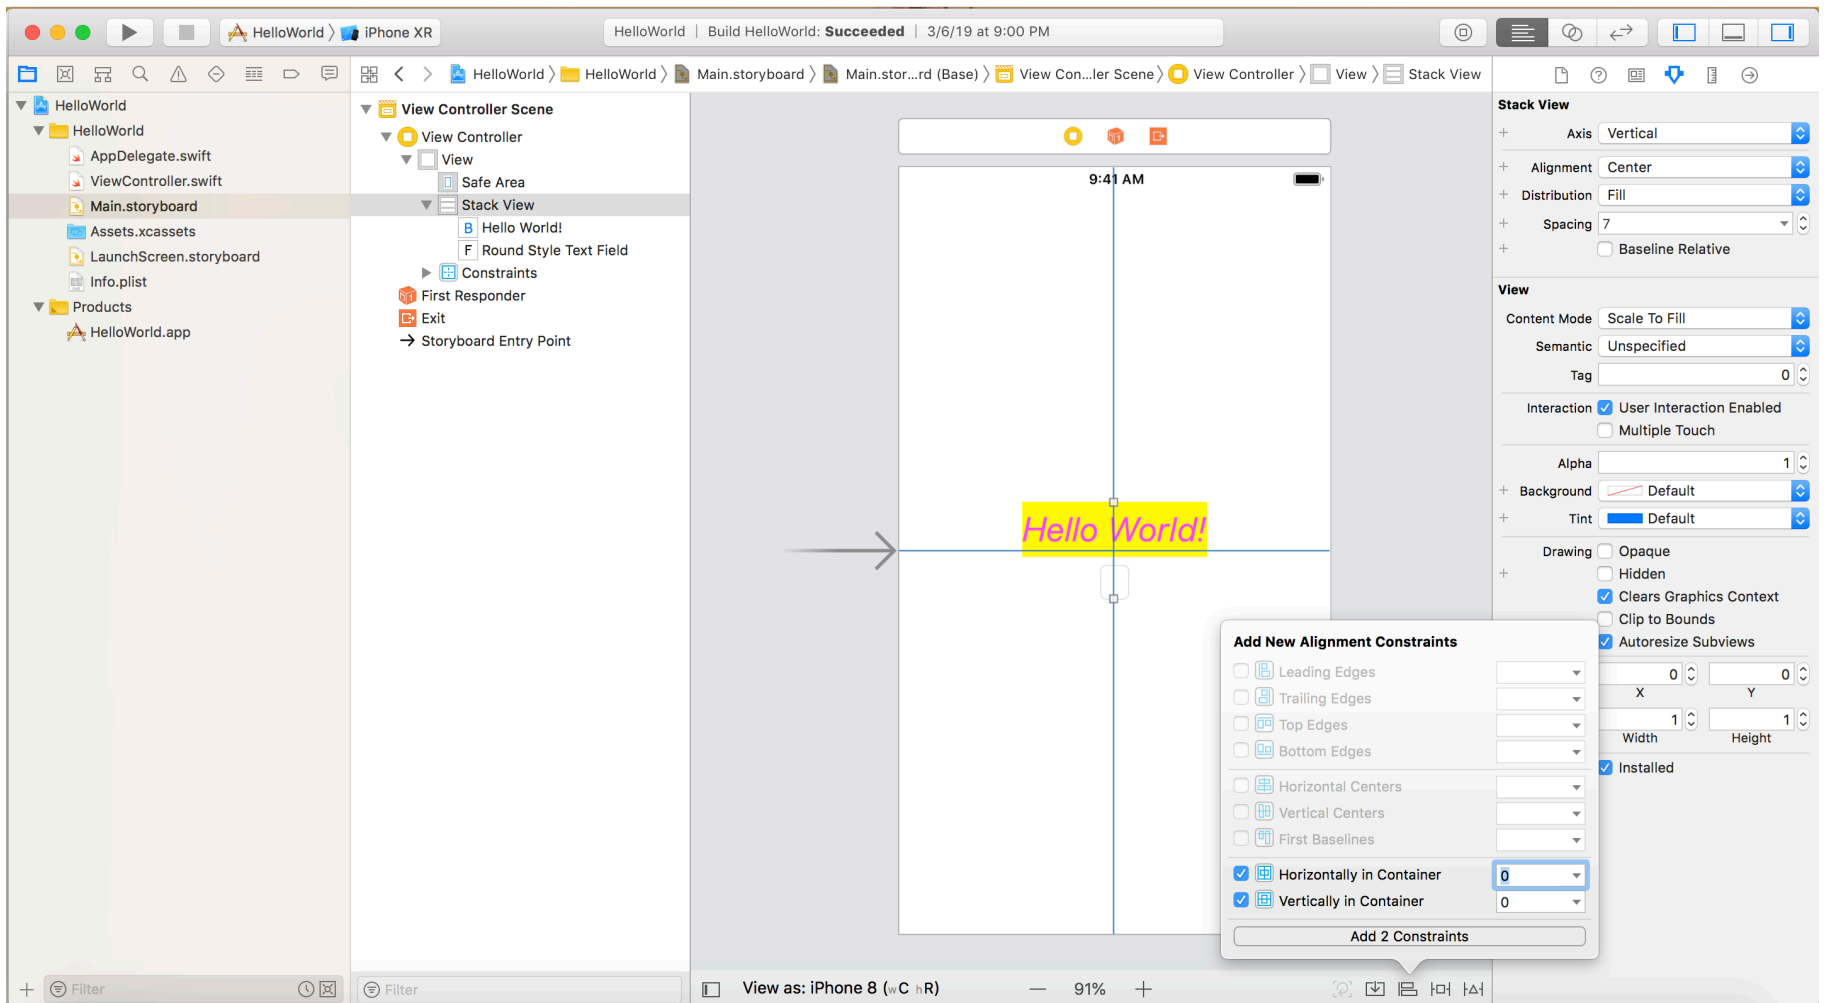 HelloWorld iPhone XR
HelloWorld | Build HelloWorld: Succeeded | 3/6/19 at 9:00 PM
HelloWorld HelloWorld Main.storyboard Main.stor...rd (Base) View Con...ler Scene View Controller View Stack View
HelloWorld
HelloWorld
AppDelegate.swift
ViewController.swift
Main.storyboard
Assets.xcassets
LaunchScreen.storyboard
Info.plist
Products
HelloWorld.app
Filter
View Controller Scene
View Controller
View
Safe Area
Stack View
B Hello World!
F Round Style Text Field
Constraints
First Responder
Exit
Storyboard Entry Point
Filter
9:41 AM
Hello World!
View as: iPhone 8 (wC hR)
91%
Add New Alignment Constraints
Leading Edges
Trailing Edges
Top Edges
Bottom Edges
Horizontal Centers
Vertical Centers
First Baselines
Horizontally in Container 0
Vertically in Container 0
Add 2 Constraints
Stack View
Axis Vertical
Alignment Center
Distribution Fill
Spacing 7
Baseline Relative
View
Content Mode Scale To Fill
Semantic Unspecified
Tag 0
Interaction User Interaction Enabled
Multiple Touch
Alpha 1
Background Default
Tint Default
Drawing Opaque
Hidden
Clears Graphics Context
Clip to Bounds
Autoresize Subviews
0 0
X Y
1 1
Width Height
Installed